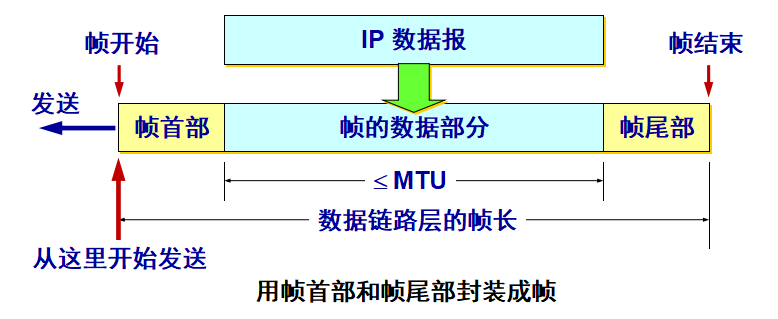 IP 数据报
帧开始
帧结束
发送
帧首部
帧的数据部分
帧尾部
≤ MTU
数据链路层的帧长
从这里开始发送
用帧首部和帧尾部封装成帧